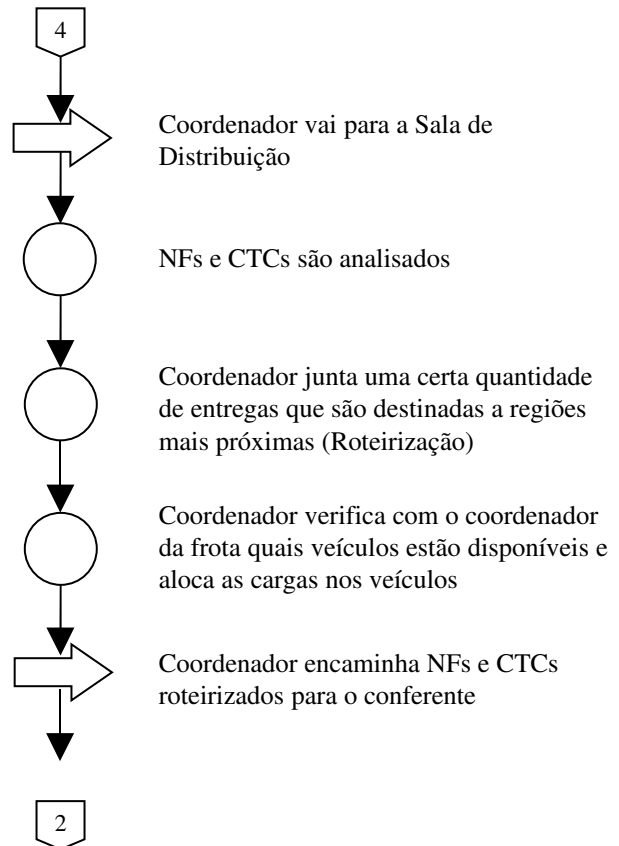 4
Coordenador vai para a Sala de
Distribuição
NFs e CTCs são analisados
Coordenador junta uma certa quantidade
de entregas que são destinadas a regiões
mais próximas (Roteirização)
Coordenador verifica com o coordenador
da frota quais veículos estão disponíveis e
aloca as cargas nos veículos
Coordenador encaminha NFs e CTCs
roteirizados para o conferente
2